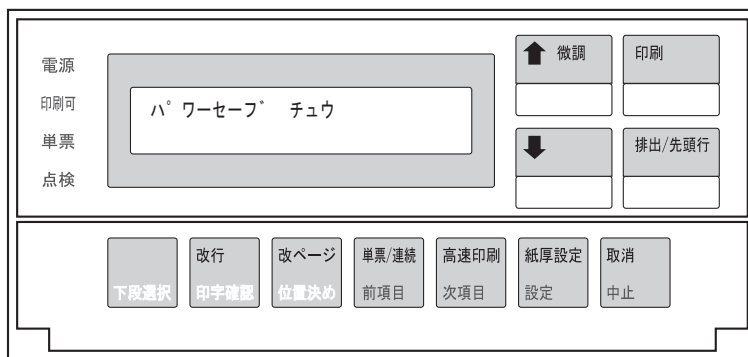 電源
印刷可
単票
点検
パワーセーブ チュウ
微調
印刷
排出/先頭行
下段選択
改行
印字確認
改ページ
位置決め
単票/連続
前項目
高速印刷
次項目
紙厚設定
設定
取消
中止